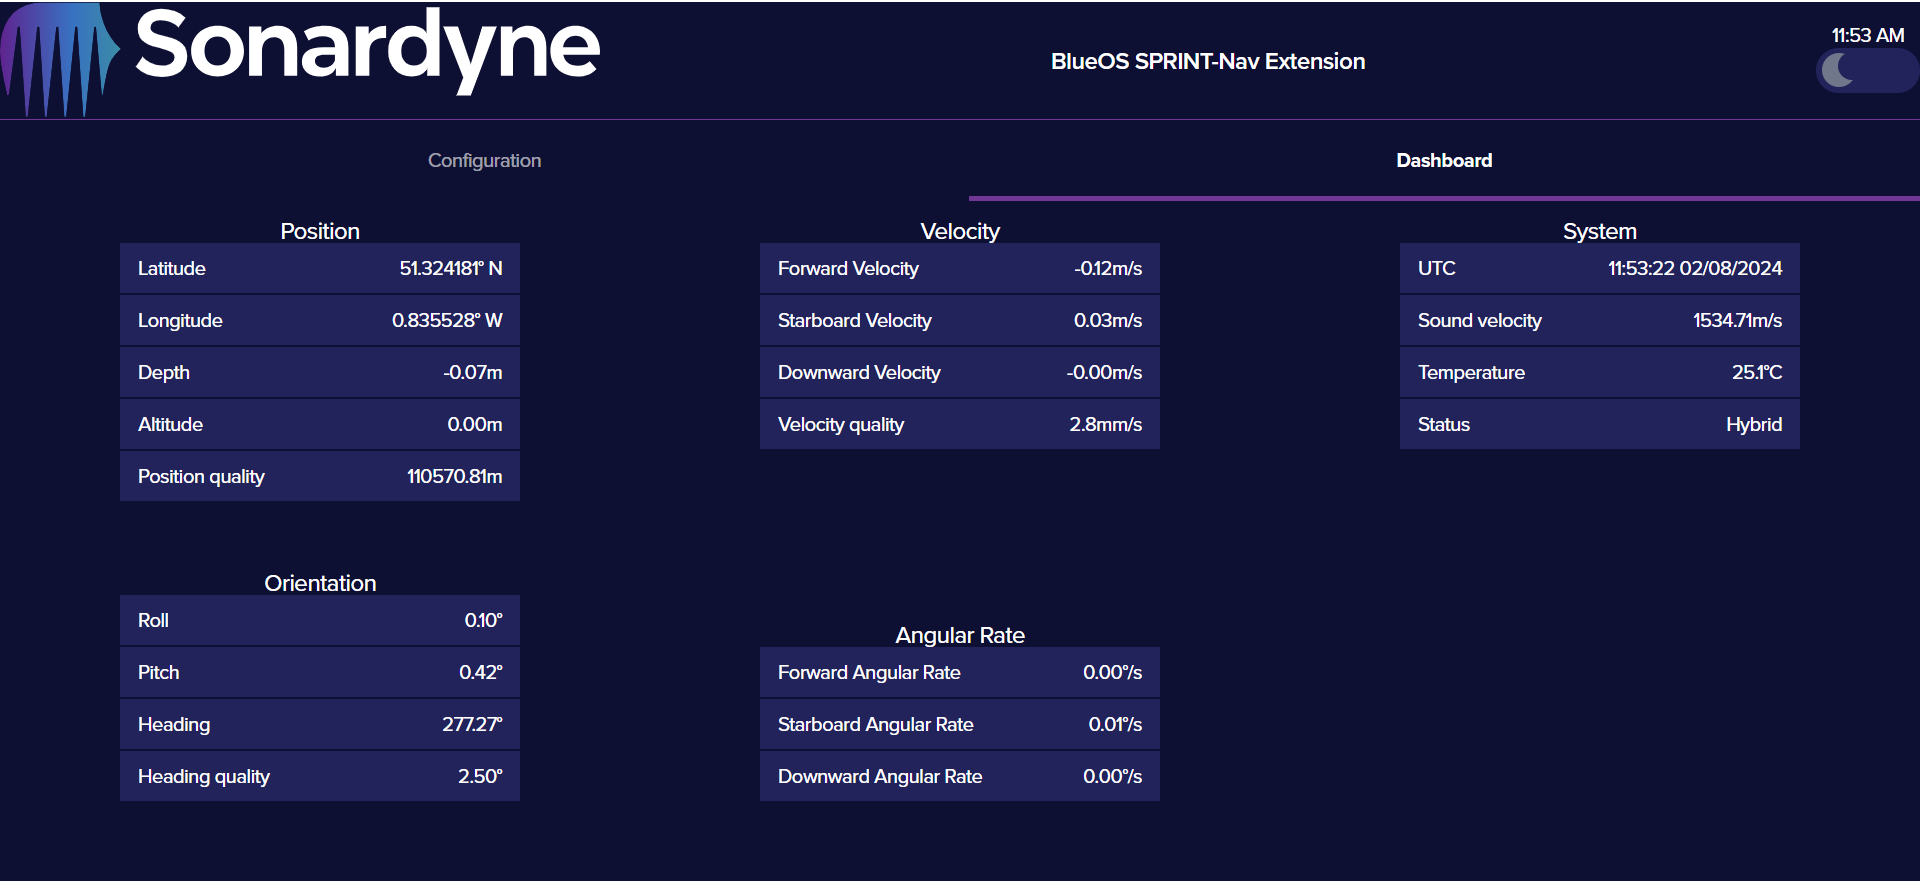 Sonardyne
BlueOS SPRINT-Nav Extension
11:53 AM
Configuration
Dashboard
Position
Latitude 51.324181° N
Longitude 0.835528° W
Depth -0.07m
Altitude 0.00m
Position quality 110570.81m
Velocity
Forward Velocity -0.12m/s
Starboard Velocity 0.03m/s
Downward Velocity -0.00m/s
Velocity quality 2.8mm/s
System
UTC 11:53:22 02/08/2024
Sound velocity 1534.71m/s
Temperature 25.1°C
Status Hybrid
Orientation
Roll 0.10°
Pitch 0.42°
Heading 277.27°
Heading quality 2.50°
Angular Rate
Forward Angular Rate 0.00°/s
Starboard Angular Rate 0.01°/s
Downward Angular Rate 0.00°/s